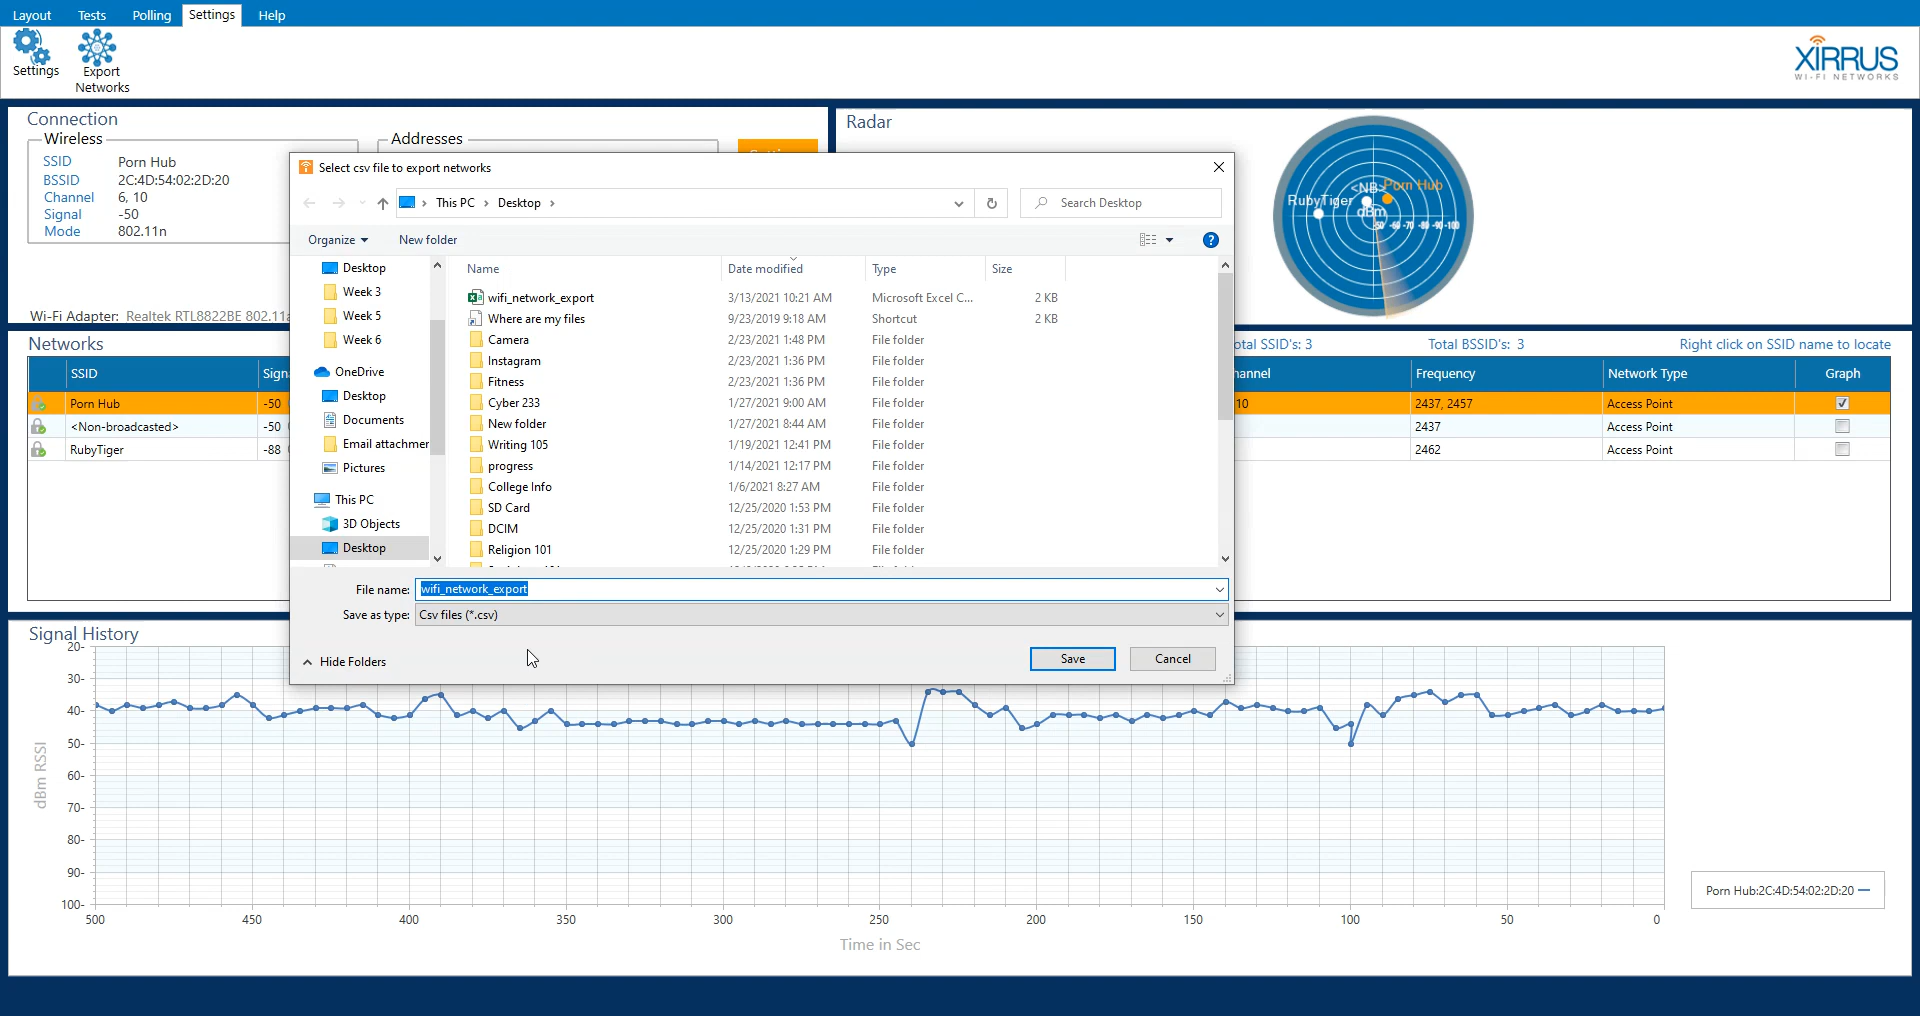 Layout Tests Polling Settings Help
Settings
Export
Networks
XIRRUS
WI-FI NETWORKS
Connection
Wireless
SSID Porn Hub
BSSID 2C:4D:54:02:2D:20
Channel 6, 10
Signal -50
Mode 802.11n
Addresses
Wi-Fi Adapter: Realtek RTL8822BE 802.11a
Radar
RubyTiger <NB> Porn Hub
dBm
-50 -60 -70 -80 -90 -100
Select csv file to export networks
This PC > Desktop >
Search Desktop
Organize New folder
Desktop
Week 3
Week 5
Week 6
OneDrive
Desktop
Documents
Email attachmer
Pictures
This PC
3D Objects
Desktop
Name Date modified Type Size
wifi_network_export 3/13/2021 10:21 AM Microsoft Excel C... 2 KB
Where are my files 9/23/2019 9:18 AM Shortcut 2 KB
Camera 2/23/2021 1:48 PM File folder
Instagram 2/23/2021 1:36 PM File folder
Fitness 2/23/2021 1:36 PM File folder
Cyber 233 1/27/2021 9:00 AM File folder
New folder 1/27/2021 8:44 AM File folder
Writing 105 1/19/2021 12:41 PM File folder
progress 1/14/2021 12:17 PM File folder
College Info 1/6/2021 8:27 AM File folder
SD Card 12/25/2020 1:53 PM File folder
DCIM 12/25/2020 1:31 PM File folder
Religion 101 12/25/2020 1:29 PM File folder
File name: wifi_network_export
Save as type: Csv files (*.csv)
Hide Folders
Save Cancel
Networks
otal SSID's: 3 Total BSSID's: 3 Right click on SSID name to locate
SSID Sign hannel Frequency Network Type Graph
Porn Hub -50 10 2437, 2457 Access Point
<Non-broadcasted> -50 2437 Access Point
RubyTiger -88 2462 Access Point
Signal History
20-
30-
40-
50-
60-
70-
80-
90-
100-
dBm RSSI
500 450 400 350 300 250 200 150 100 50 0
Time in Sec
Porn Hub:2C:4D:54:02:2D:20